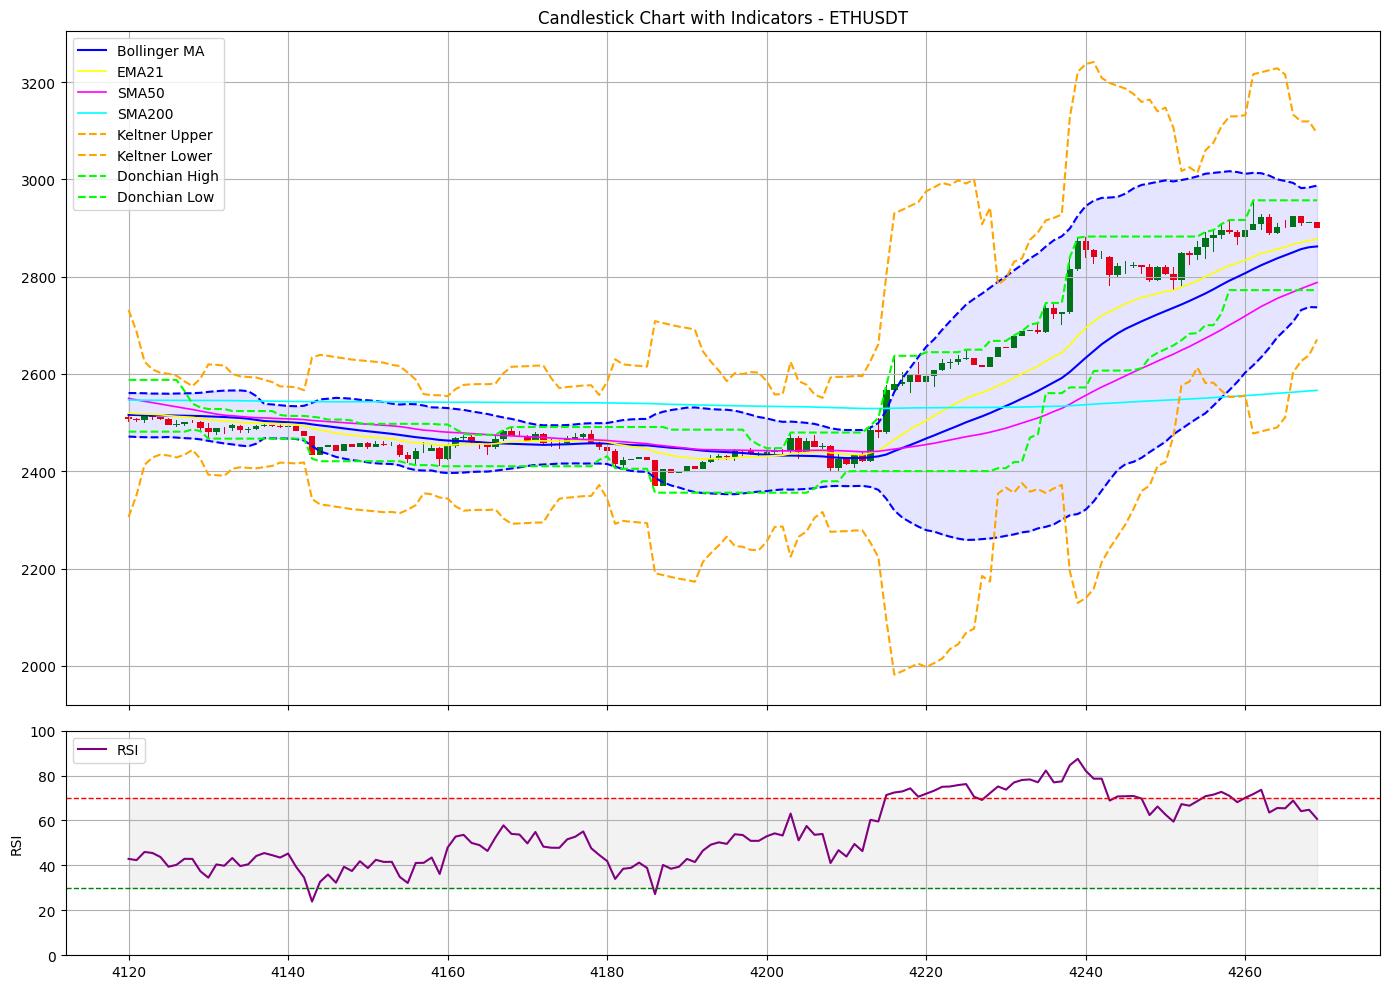 Candlestick Chart with Indicators - ETHUSDT
Bollinger MA
EMA21
SMA50
SMA200
Keltner Upper
Keltner Lower
Donchian High
Donchian Low
3200
3000
2800
2600
2400
2200
2000
RSI
100
80
60
40
20
0
RSI
4120
4140
4160
4180
4200
4220
4240
4260